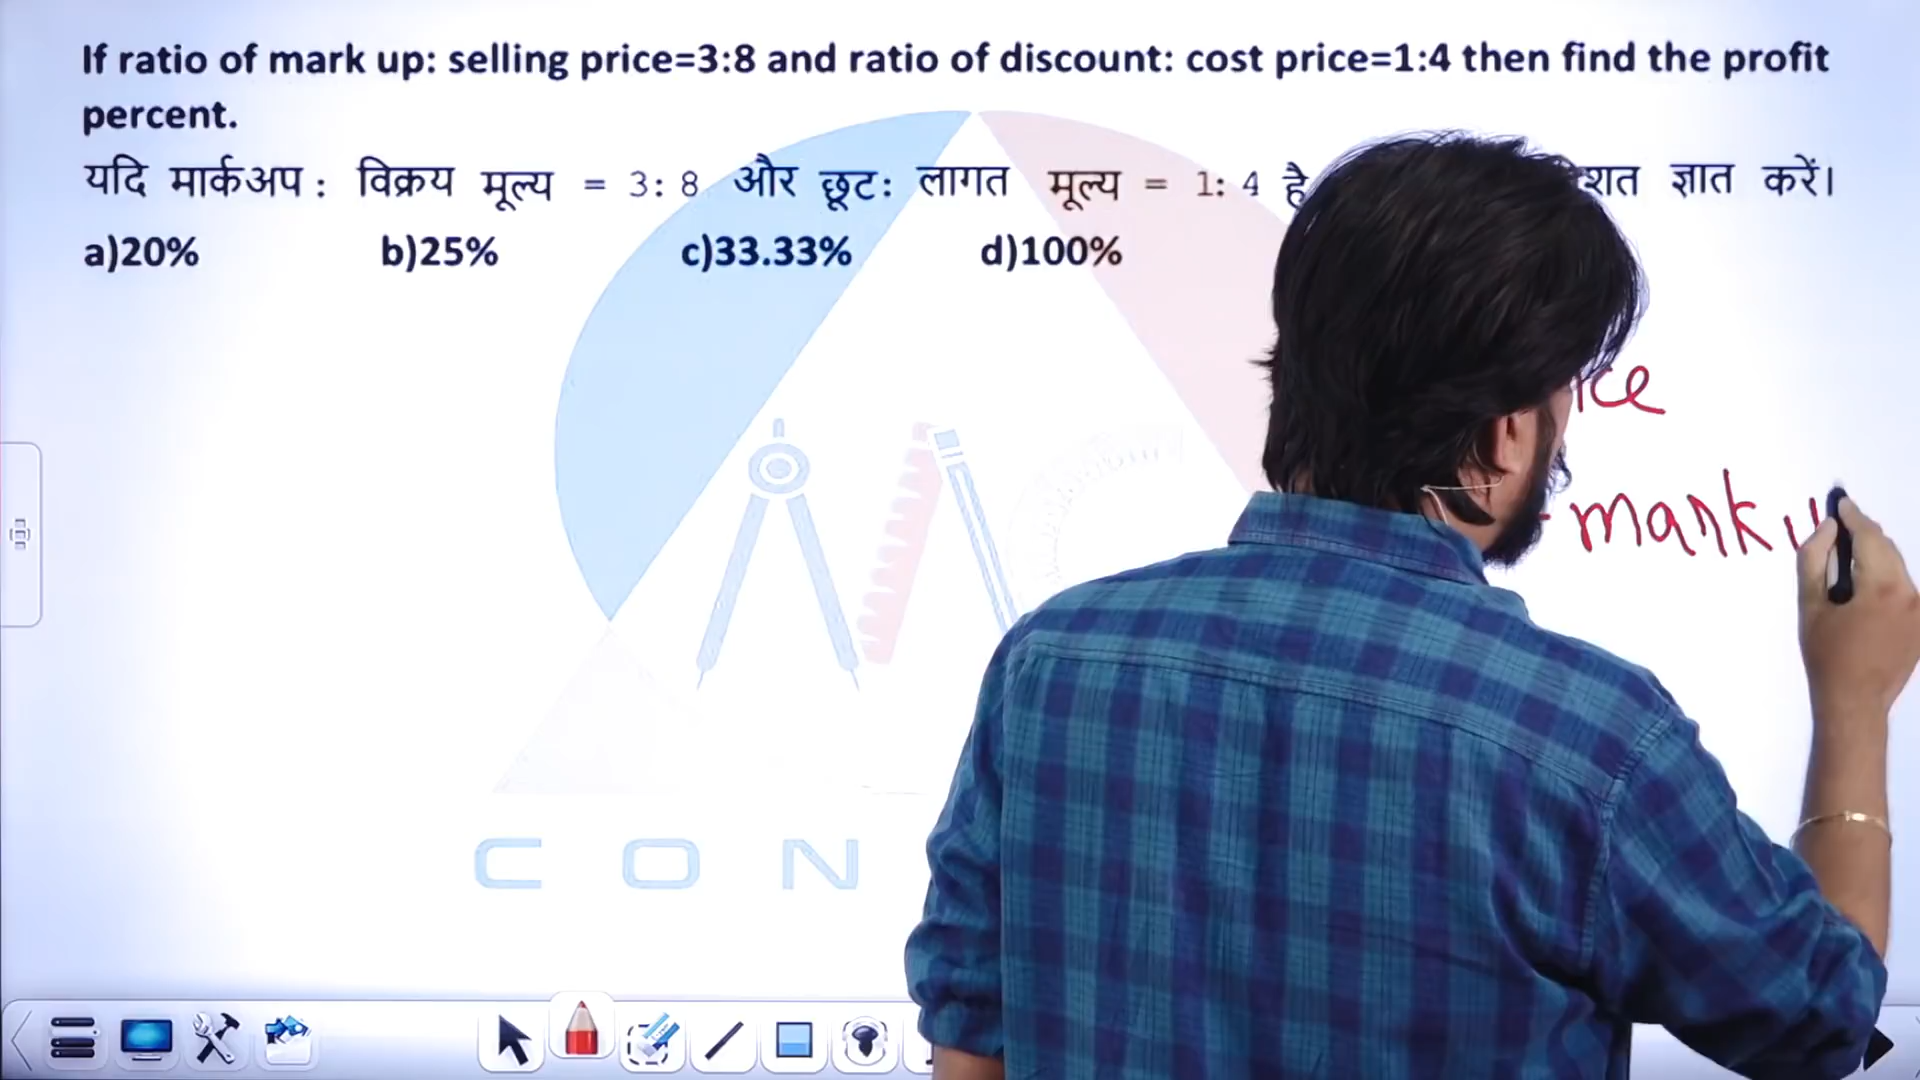 If ratio of mark up: selling price=3:8 and ratio of discount: cost price=1:4 then find the profit
percent.
यदि मार्कअप: विक्रय मूल्य = 3:8 और छूट: लागत मूल्य = 1:4 है शत ज्ञात करें।
a)20% b)25% c)33.33% d)100%
ice
mark u
C O N